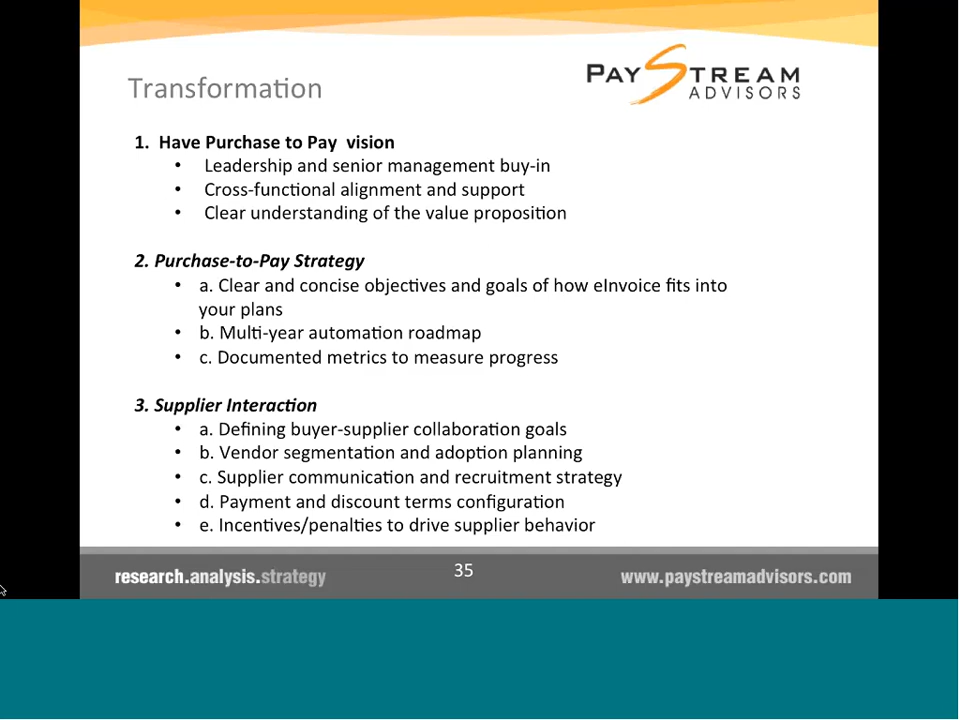 Transformation
PAYSTREAM
ADVISORS
1. Have Purchase to Pay vision
• Leadership and senior management buy-in
• Cross-functional alignment and support
• Clear understanding of the value proposition
2. Purchase-to-Pay Strategy
• a. Clear and concise objectives and goals of how eInvoice fits into
your plans
• b. Multi-year automation roadmap
• c. Documented metrics to measure progress
3. Supplier Interaction
• a. Defining buyer-supplier collaboration goals
• b. Vendor segmentation and adoption planning
• c. Supplier communication and recruitment strategy
• d. Payment and discount terms configuration
• e. Incentives/penalties to drive supplier behavior
research.analysis.strategy
35
www.paystreamadvisors.com